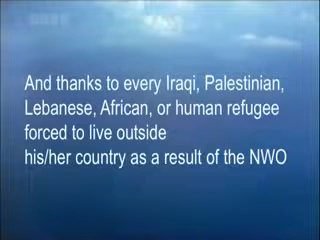 And thanks to every Iraqi, Palestinian,
Lebanese, African, or human refugee
forced to live outside
his/her country as a result of the NWO